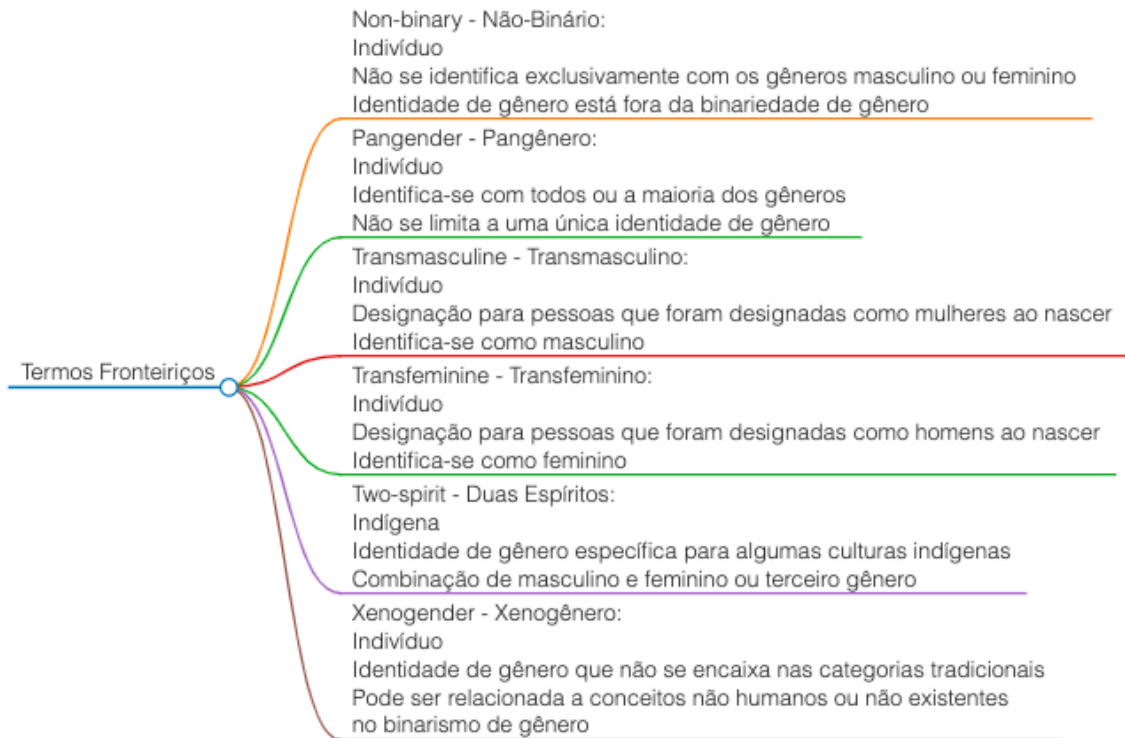 Non-binary - Não-Binário:
Indivíduo
Não se identifica exclusivamente com os gêneros masculino ou feminino
Identidade de gênero está fora da binariedade de gênero
Pangender - Pangênero:
Indivíduo
Identifica-se com todos ou a maioria dos gêneros
Não se limita a uma única identidade de gênero
Transmasculine - Transmasculino:
Indivíduo
Designação para pessoas que foram designadas como mulheres ao nascer
Identifica-se como masculino
Termos Fronteiriços
Transfeminine - Transfeminino:
Indivíduo
Designação para pessoas que foram designadas como homens ao nascer
Identifica-se como feminino
Two-spirit - Duas Espíritos:
Indígena
Identidade de gênero específica para algumas culturas indígenas
Combinação de masculino e feminino ou terceiro gênero
Xenogender - Xenogênero:
Indivíduo
Identidade de gênero que não se encaixa nas categorias tradicionais
Pode ser relacionada a conceitos não humanos ou não existentes
no binarismo de gênero